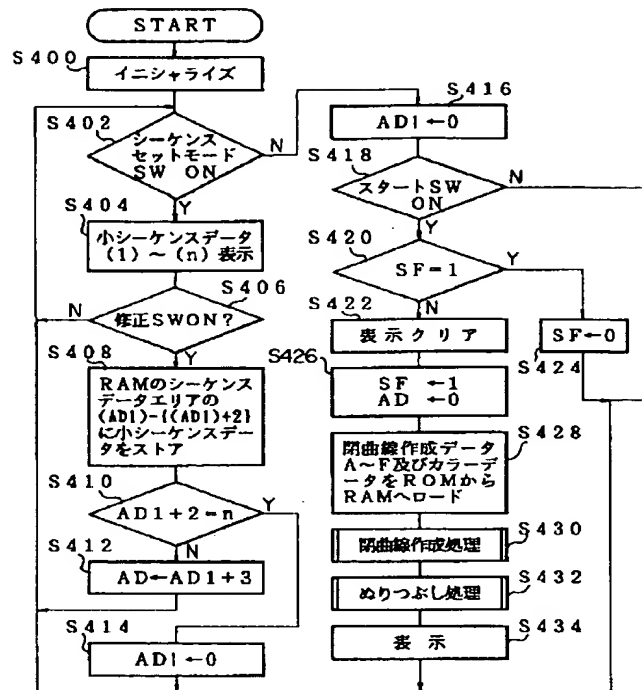 START
S400
イニシャライズ
S402
シーケンス
セットモード
SW ON
N
Y
S404
小シーケンスデータ
(1)～(n)表示
S406
修正SWON?
N
Y
S408
RAMのシーケンス
データエリアの
(AD1)-{(AD1)+2}
に小シーケンスデー
タをストア
S410
AD1+2=n
Y
N
S412
AD←AD1+3
S414
AD1←0
S416
AD1←0
S418
スタートSW
ON
N
Y
S420
SF=1
Y
N
S422
表示クリア
SF←0
S424
S426
SF ←1
AD ←0
S428
閉曲線作成データ
A～F及びカラーデー
タをROMから
RAMへロード
S430
閉曲線作成処理
S432
ぬりつぶし処理
S434
表 示